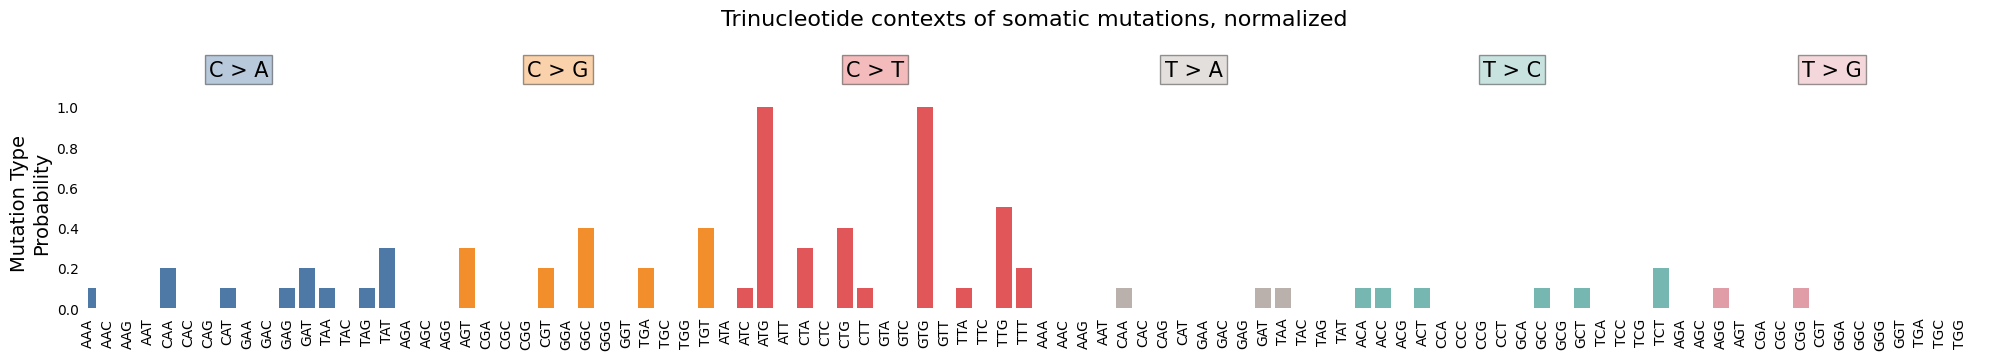 Trinucleotide contexts of somatic mutations, normalized
C > A
C > G
C > T
T > A
T > C
T > G
Mutation Type
Probability
1.0
0.8
0.6
0.4
0.2
0.0
AAA
AAC
AAG
AAT
CAA
CAC
CAG
CAT
GAA
GAC
GAG
GAT
TAA
TAC
TAG
TAT
AGA
AGC
AGG
AGT
CGA
CGC
CGG
CGT
GGA
GGC
GGG
GGT
TGA
TGC
TGG
TGT
ATA
ATC
ATG
ATT
CTA
CTC
CTG
CTT
GTA
GTC
GTG
GTT
TTA
TTC
TTG
TTT
AAA
AAC
AAG
AAT
CAA
CAC
CAG
CAT
GAA
GAC
GAG
GAT
TAA
TAC
TAG
TAT
ACA
ACC
ACG
ACT
CCA
CCC
CCG
CCT
GCA
GCC
GCG
GCT
TCA
TCC
TCG
TCT
AGA
AGC
AGG
AGT
CGA
CGC
CGG
CGT
GGA
GGC
GGG
GGT
TGA
TGC
TGG